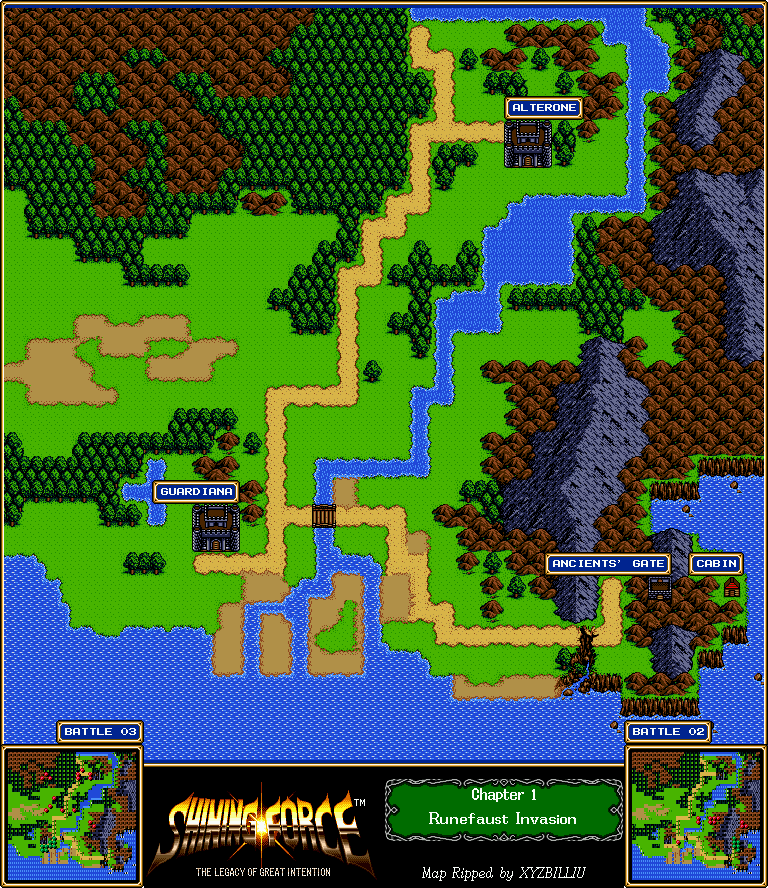 ALTERONE
GUARDIANA
ANCIENTS' GATE
CABIN
BATTLE 03
BATTLE 02
SHINING FORCE™
THE LEGACY OF GREAT INTENTION
Chapter 1
Runefaust Invasion
Map Ripped by XYZBILLIU